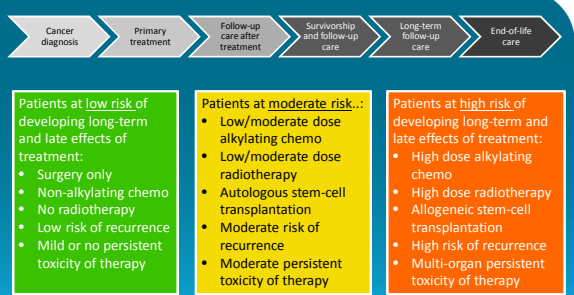 Cancer
diagnosis
Primary
treatment
Follow-up
care after
treatment
Survivorship
and follow-up
care
Long-term
follow-up
care
End-of-life
care
Patients at low risk of
developing long-term
and late effects of
treatment:
• Surgery only
• Non-alkylating chemo
• No radiotherapy
• Low risk of recurrence
• Mild or no persistent
toxicity of therapy
Patients at moderate risk..:
• Low/moderate dose
alkylating chemo
• Low/moderate dose
radiotherapy
• Autologous stem-cell
transplantation
• Moderate risk of
recurrence
• Moderate persistent
toxicity of therapy
Patients at high risk of
developing long-term and
late effects of treatment:
• High dose alkylating
chemo
• High dose radiotherapy
• Allogeneic stem-cell
transplantation
• High risk of recurrence
• Multi-organ persistent
toxicity of therapy